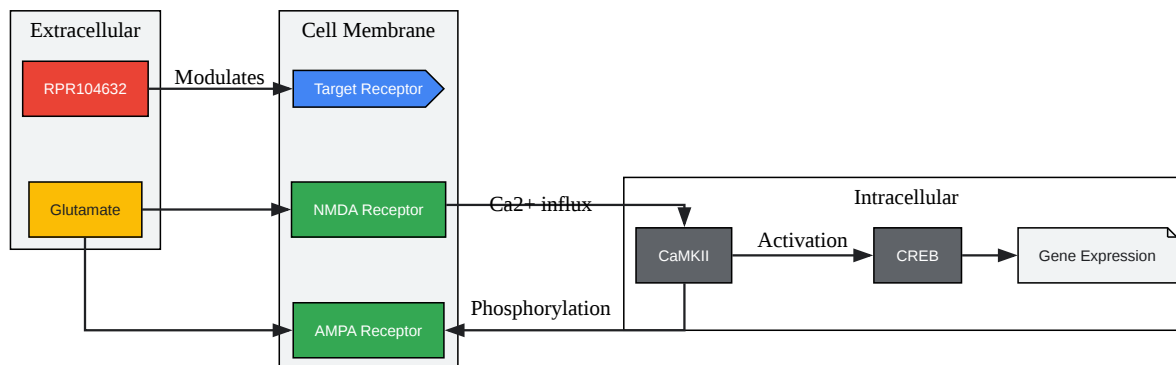 Extracellular
Cell Membrane
RPR104632
Modulates
Target Receptor
Glutamate
NMDA Receptor
Ca2+ influx
Intracellular
CaMKII
Activation
CREB
Gene Expression
Phosphorylation
AMPA Receptor